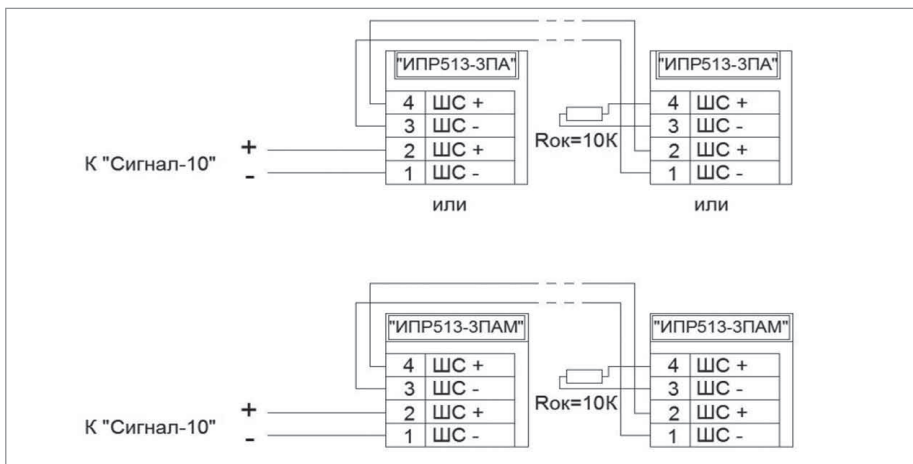 "ИПР513-3ПА" "ИПР513-3ПА"
4 ШС + 4 ШС +
3 ШС - Rок=10К 3 ШС -
К "Сигнал-10" + 2 ШС + 2 ШС +
- 1 ШС - 1 ШС -
или или
"ИПР513-3ПАМ" "ИПР513-3ПАМ"
4 ШС + 4 ШС +
3 ШС - Rок=10К 3 ШС -
К "Сигнал-10" + 2 ШС + 2 ШС +
- 1 ШС - 1 ШС -